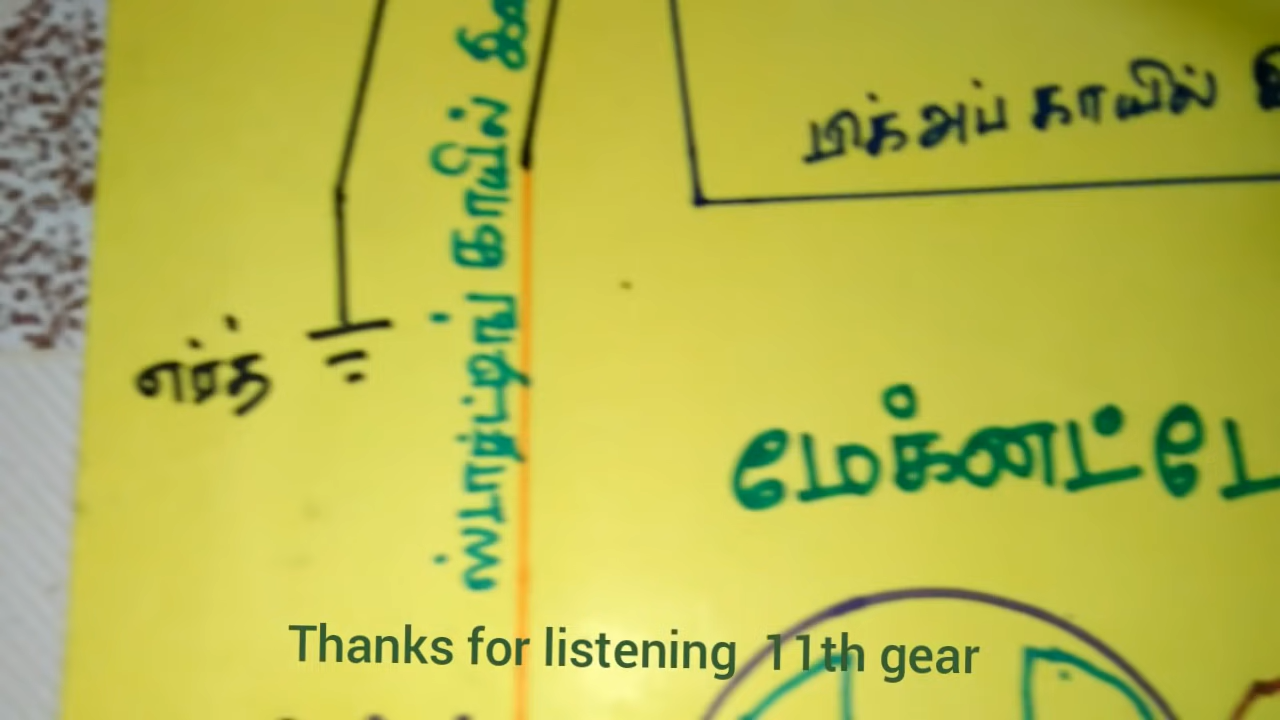 பிக்அப் காயில்
ஸ்டார்ட்டிங் காயில்
எர்த்
மேக்னட்டே
Thanks for listening 11th gear